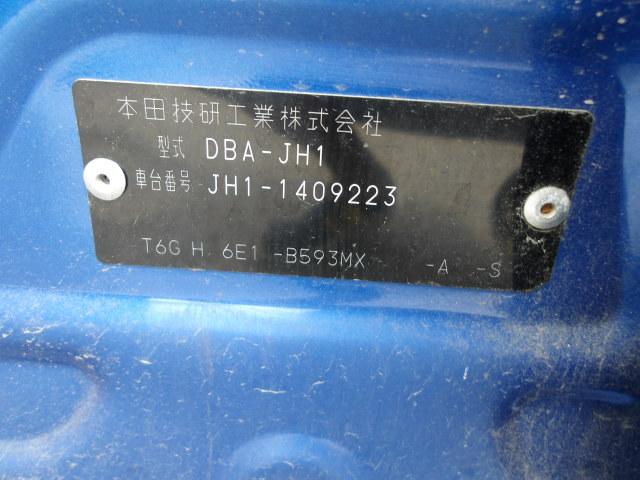 本田技研工業株式会社
型式 DBA-JH1
車台番号 JH1-1409223
T6G H 6E1 -B593MX -A -S